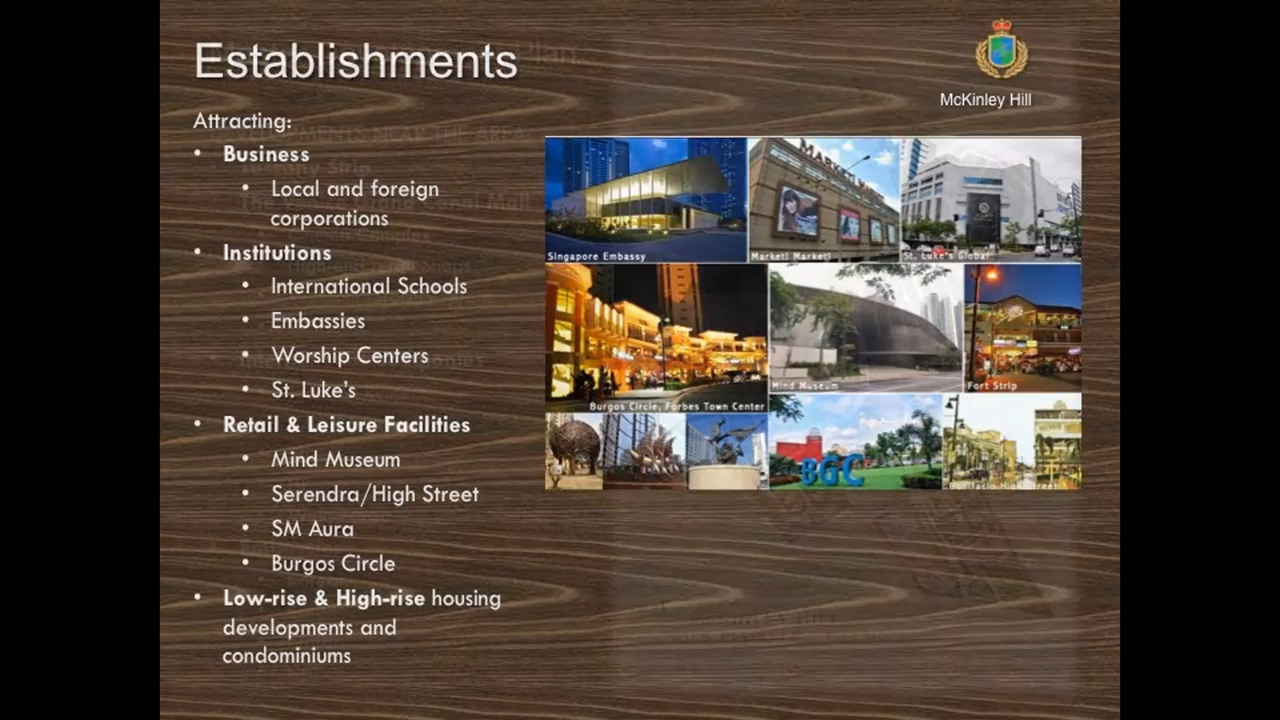 Establishments
McKinley Hill
Attracting:
• Business
• Local and foreign
corporations
• Institutions
• International Schools
• Embassies
• Worship Centers
• St. Luke's
• Retail & Leisure Facilities
• Mind Museum
• Serendra/High Street
• SM Aura
• Burgos Circle
• Low-rise & High-rise housing
developments and
condominiums
MARKET! M
Singapore Embassy
Market! Market!
St. Luke's Global
Burgos Circle, Forbes Town Center
Mind Museum
Fort Strip
BGC
Bonifacio High Street